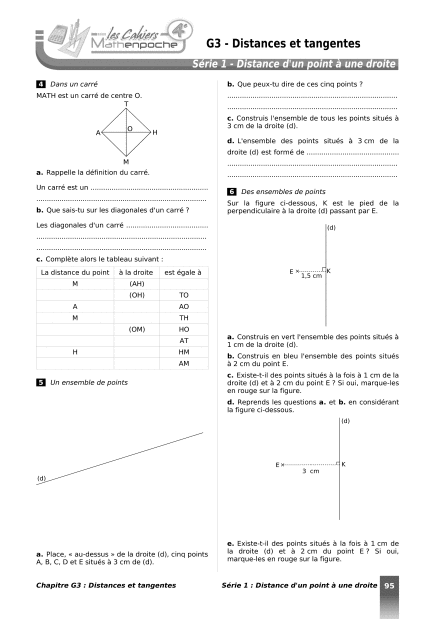 les Cahiers
Mathenpoche
4e
G3 - Distances et tangentes
Série 1 - Distance d'un point à une droite
4 Dans un carré
MATH est un carré de centre O.
T
A
O
H
M
a. Rappelle la définition du carré.
Un carré est un ........................................................
................................................................................
b. Que sais-tu sur les diagonales d'un carré ?
Les diagonales d'un carré .......................................
................................................................................
................................................................................
c. Complète alors le tableau suivant :
La distance du point à la droite est égale à
M (AH)
(OH) TO
A AO
M TH
(OM) HO
AT
H HM
AM
5 Un ensemble de points
(d)
a. Place, « au-dessus » de la droite (d), cinq points
A, B, C, D et E situés à 3 cm de (d).
b. Que peux-tu dire de ces cinq points ?
................................................................................
................................................................................
c. Construis l'ensemble de tous les points situés à
3 cm de la droite (d).
d. L'ensemble des points situés à 3 cm de la
droite (d) est formé de ............................................
................................................................................
................................................................................
6 Des ensembles de points
Sur la figure ci-dessous, K est le pied de la
perpendiculaire à la droite (d) passant par E.
(d)
E
K
1,5 cm
a. Construis en vert l'ensemble des points situés à
1 cm de la droite (d).
b. Construis en bleu l'ensemble des points situés
à 2 cm du point E.
c. Existe-t-il des points situés à la fois à 1 cm de la
droite (d) et à 2 cm du point E ? Si oui, marque-les
en rouge sur la figure.
d. Reprends les questions a. et b. en considérant
la figure ci-dessous.
(d)
E
K
3 cm
e. Existe-t-il des points situés à la fois à 1 cm de
la droite (d) et à 2 cm du point E ? Si oui,
marque-les en rouge sur la figure.
Chapitre G3 : Distances et tangentes
Série 1 : Distance d'un point à une droite 95